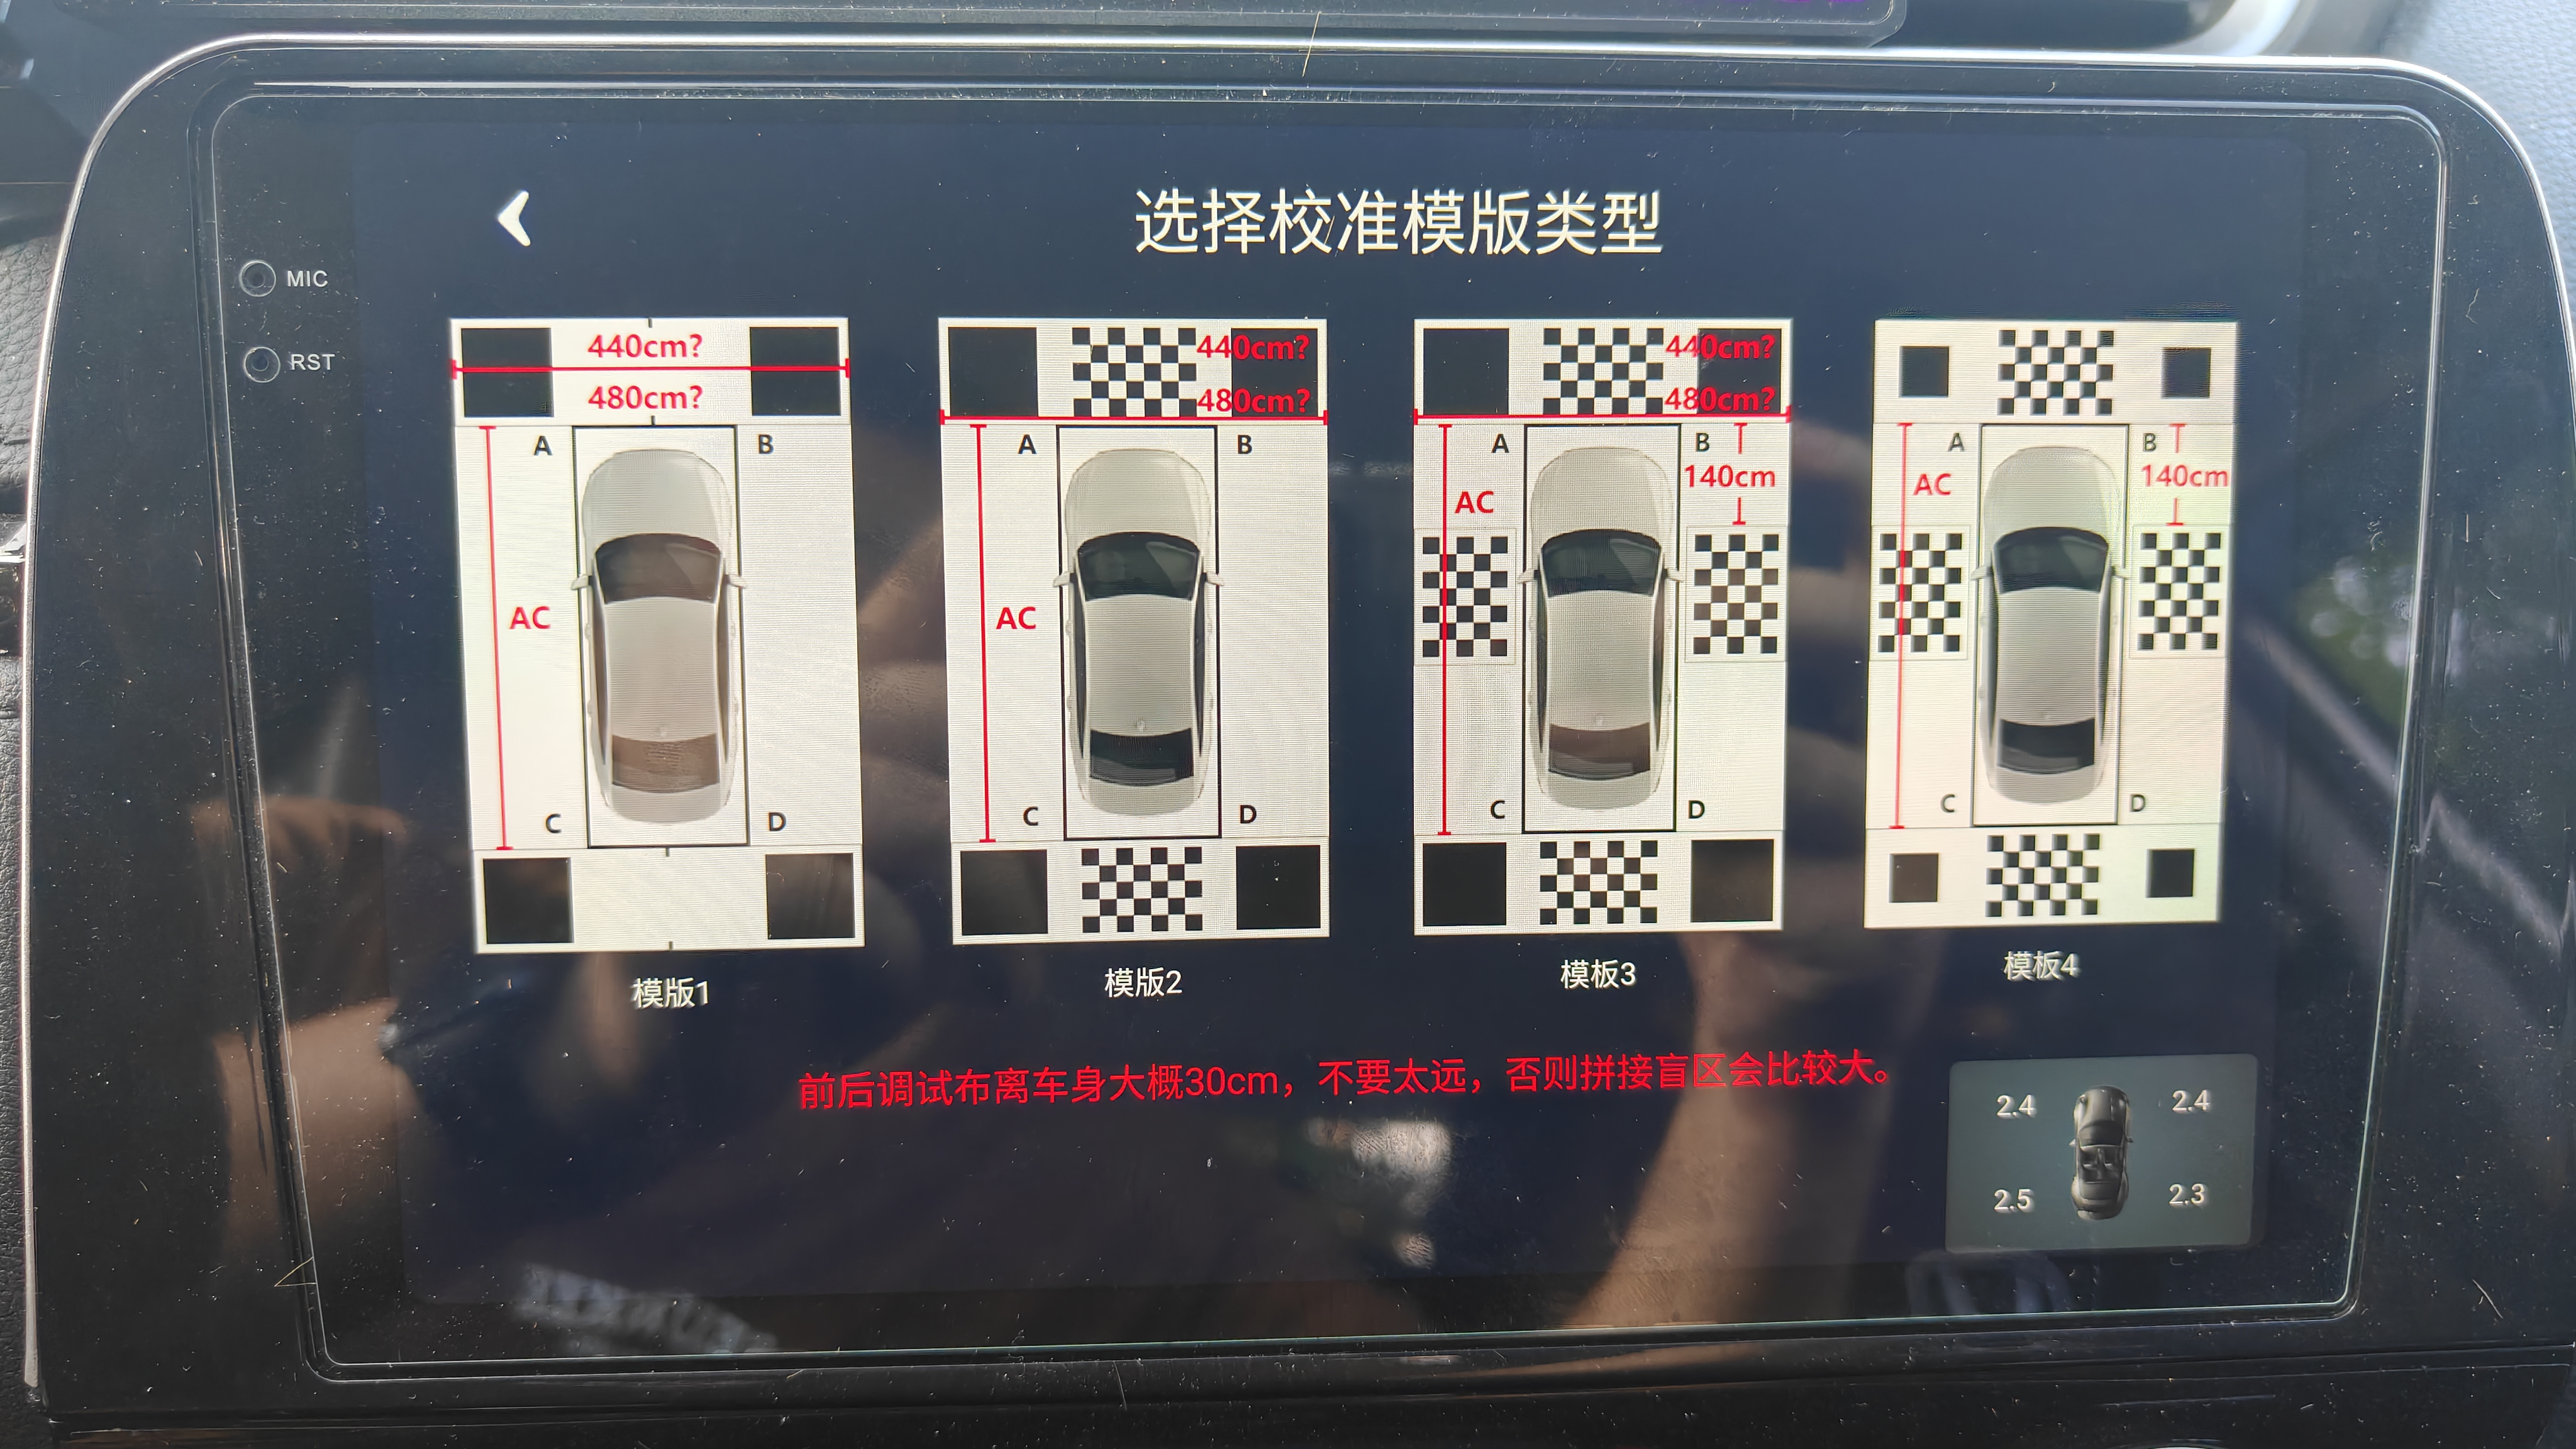 选择校准模版类型
MIC
RST
440cm?
480cm?
A
B
AC
C
D
模版1
440cm?
480cm?
A
B
AC
C
D
模版2
440cm?
480cm?
A
B
140cm
AC
C
D
模板3
A
B
AC
140cm
C
D
模板4
前后调试布离车身大概30cm，不要太远，否则拼接盲区会比较大。
2.4
2.4
2.5
2.3